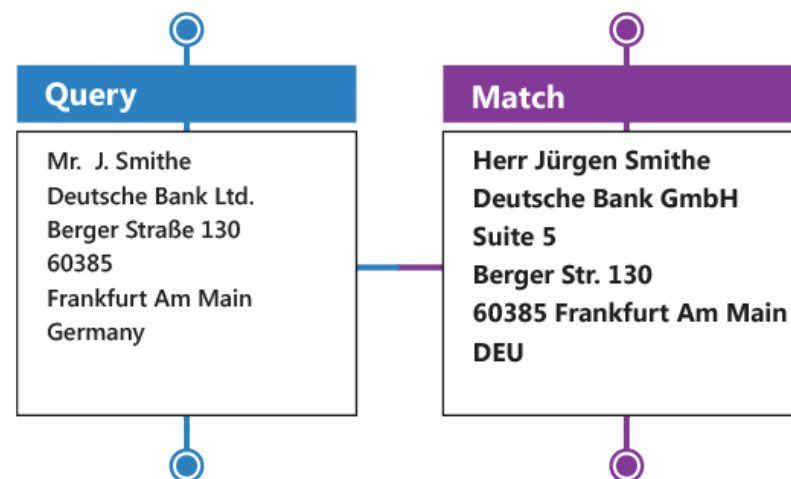 Query
Mr. J. Smithe
Deutsche Bank Ltd.
Berger Straße 130
60385
Frankfurt Am Main
Germany
Match
Herr Jürgen Smithe
Deutsche Bank GmbH
Suite 5
Berger Str. 130
60385 Frankfurt Am Main
DEU